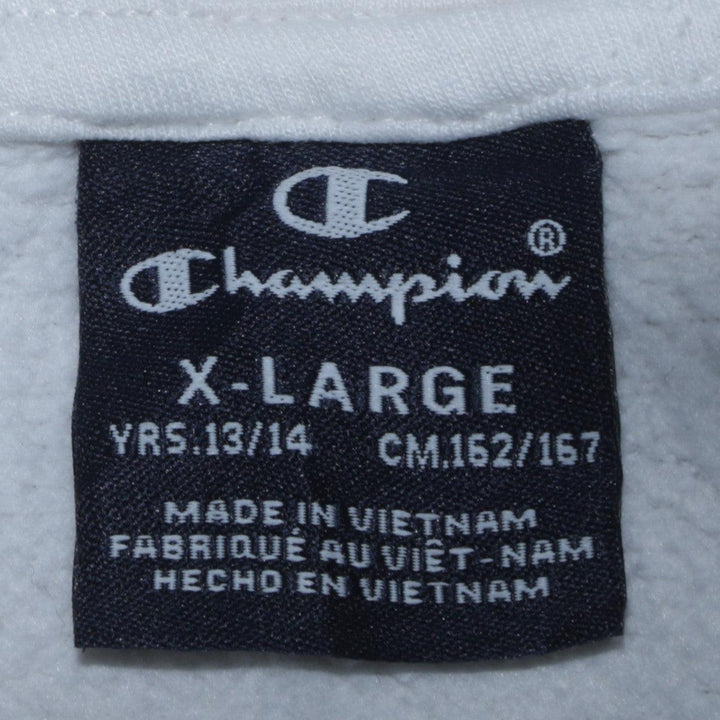 Champion®
X-LARGE
YRS.13/14 CM.162/167
MADE IN VIETNAM
FABRIQUÉ AU VIÊT-NAM
HECHO EN VIETNAM